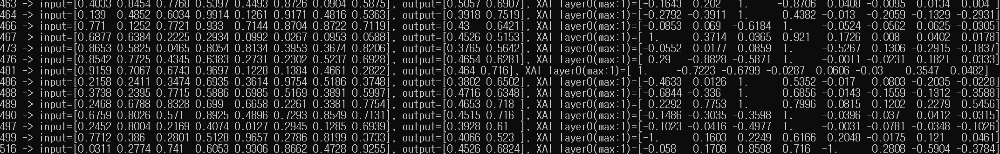 463 -> input=[0.4033 0.8454 0.7768 0.5397 0.4493 0.8726 0.0904 0.5875], output=[0.5057 0.6907], XAI layer0(max:1)=[-0.1643  0.202   1.     -0.8706  0.0408 -0.0095  0.0134  0.004 ]
464 -> input=[0.139  0.4852 0.6034 0.9914 0.1261 0.9171 0.4816 0.5363], output=[0.3918 0.7519], XAI layer0(max:1)=[-0.2792 -0.3911  1.      0.4382 -0.013  -0.2059 -0.1329 -0.2931]
466 -> input=[0.771  0.1252 0.7721 0.933  0.7144 0.8704 0.8722 0.7119], output=[0.43   0.6421], XAI layer0(max:1)=[-0.0853  0.069  -0.6184  1.     -0.0524 -0.0562  0.0625 -0.0305]
467 -> input=[0.6877 0.6384 0.2225 0.2934 0.0992 0.0267 0.0953 0.0588], output=[0.4526 0.5153], XAI layer0(max:1)=[-1.      0.3714 -0.0365  0.921  -0.1726 -0.008  -0.0402 -0.0178]
473 -> input=[0.8653 0.5825 0.0465 0.8054 0.8134 0.3953 0.3674 0.8206], output=[0.3765 0.5642], XAI layer0(max:1)=[-0.0552  0.0177  0.0859  1.     -0.5267  0.1306 -0.2915 -0.1837]
476 -> input=[0.8542 0.7725 0.4345 0.6383 0.2731 0.2302 0.5237 0.6928], output=[0.4654 0.6281], XAI layer0(max:1)=[ 0.29   -0.8828 -0.5871  1.     -0.0011 -0.0231  0.1821  0.0333]
481 -> input=[0.9159 0.7067 0.6743 0.9697 0.1228 0.1384 0.4661 0.2822], output=[0.464 0.716], XAI layer0(max:1)=[ 1.     -0.7223 -0.6799 -0.0287  0.0606 -0.03    0.3547  0.0482]
486 -> input=[0.2158 0.2411 0.3474 0.6935 0.3614 0.9754 0.5186 0.3748], output=[0.3802 0.6502], XAI layer0(max:1)=[-0.4633  0.0126  1.      0.5352 -0.017   0.0803 -0.2035 -0.0228]
488 -> input=[0.3738 0.2395 0.7715 0.5886 0.6985 0.5169 0.3891 0.5997], output=[0.4716 0.6348], XAI layer0(max:1)=[-0.6844 -0.336   1.      0.6856 -0.0143 -0.1559 -0.1312 -0.3588]
489 -> input=[0.2468 0.6788 0.8328 0.699  0.6658 0.2261 0.3381 0.7754], output=[0.4653 0.718 ], XAI layer0(max:1)=[ 0.2292  0.7753 -1.     -0.7996 -0.0815  0.1202  0.2279  0.5456]
490 -> input=[0.6759 0.8026 0.571  0.8925 0.4896 0.7293 0.8549 0.7131], output=[0.4515 0.716 ], XAI layer0(max:1)=[-0.1486 -0.3035 -0.3598  1.     -0.0396 -0.037   0.0412 -0.0315]
497 -> input=[0.2452 0.8004 0.2169 0.4074 0.0127 0.2945 0.1285 0.6939], output=[0.3928 0.61  ], XAI layer0(max:1)=[-0.1023 -0.0416 -0.4977  1.     -0.0031 -0.0781 -0.0348 -0.1026]
499 -> input=[0.7712 0.386  0.2801 0.5128 0.9657 0.2786 0.8199 0.3733], output=[0.4066 0.523 ], XAI layer0(max:1)=[-1.      0.1603  0.2249  0.6166  0.2048 -0.0175  0.121   0.0461]
516 -> input=[0.0311 0.2774 0.741  0.6053 0.9306 0.8662 0.4728 0.9255], output=[0.4526 0.6824], XAI layer0(max:1)=[-0.058   0.1708  0.8598  0.716  -1.      0.2808 -0.5904 -0.3784]